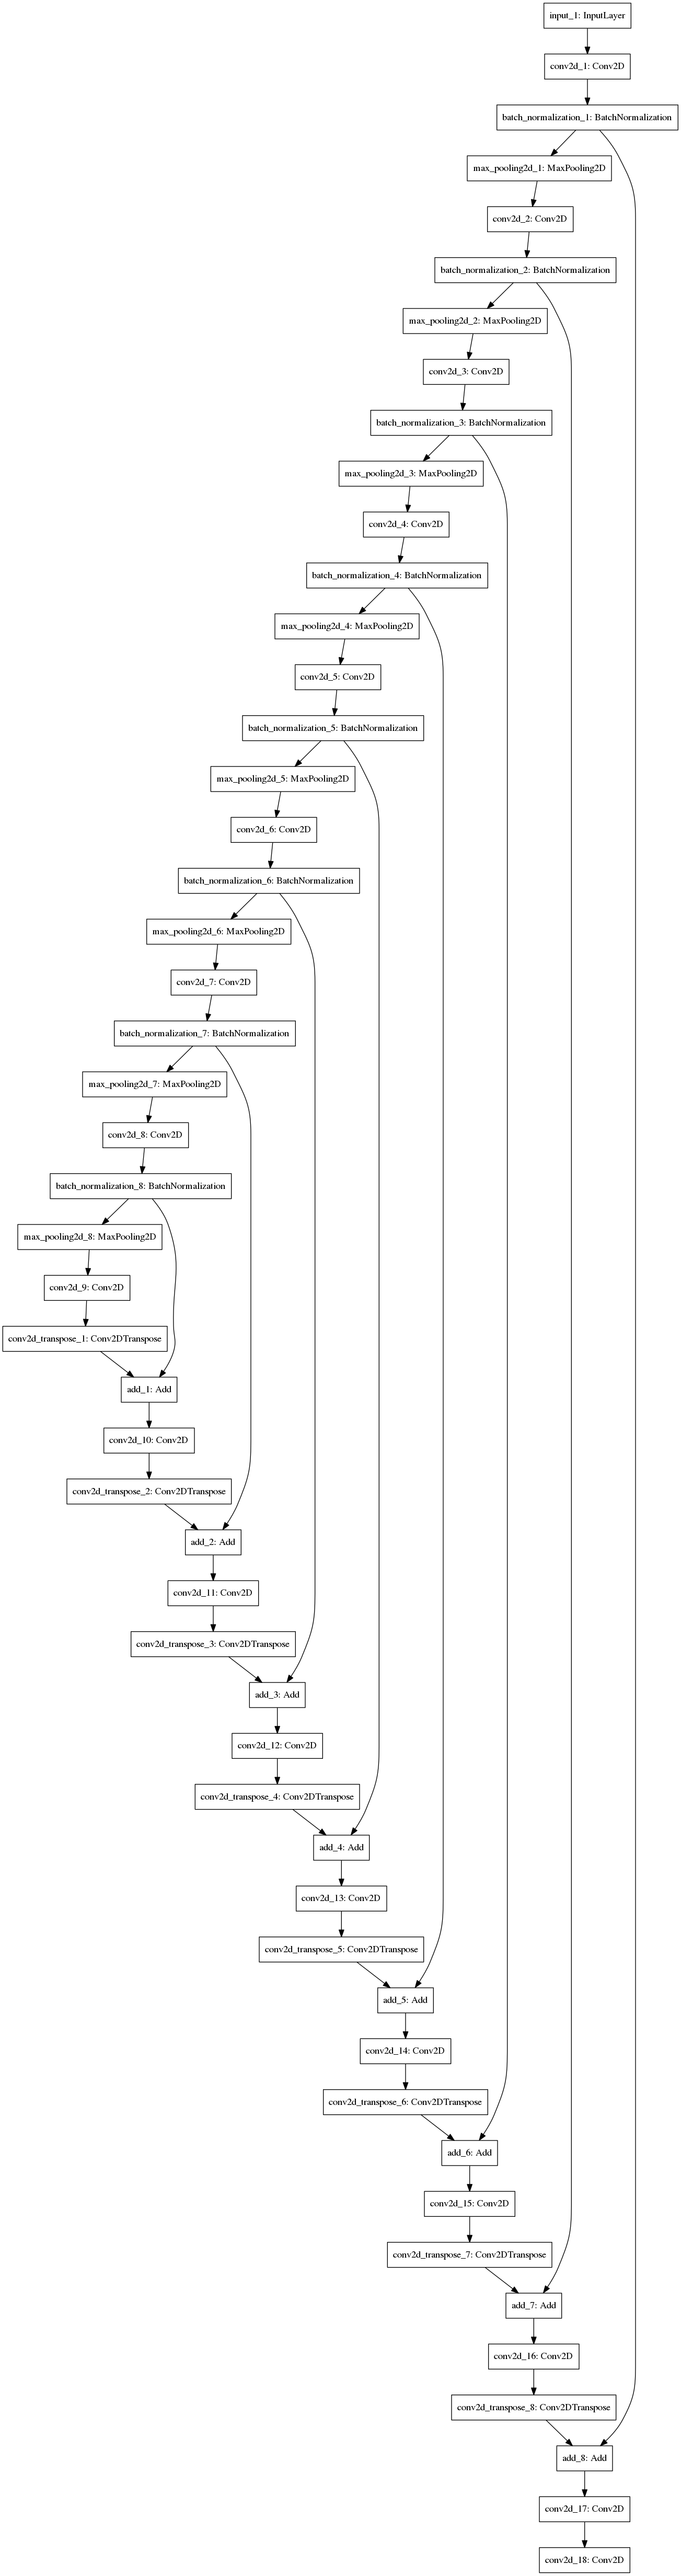 input_1: InputLayer
conv2d_1: Conv2D
batch_normalization_1: BatchNormalization
max_pooling2d_1: MaxPooling2D
conv2d_2: Conv2D
batch_normalization_2: BatchNormalization
max_pooling2d_2: MaxPooling2D
conv2d_3: Conv2D
batch_normalization_3: BatchNormalization
max_pooling2d_3: MaxPooling2D
conv2d_4: Conv2D
batch_normalization_4: BatchNormalization
max_pooling2d_4: MaxPooling2D
conv2d_5: Conv2D
batch_normalization_5: BatchNormalization
max_pooling2d_5: MaxPooling2D
conv2d_6: Conv2D
batch_normalization_6: BatchNormalization
max_pooling2d_6: MaxPooling2D
conv2d_7: Conv2D
batch_normalization_7: BatchNormalization
max_pooling2d_7: MaxPooling2D
conv2d_8: Conv2D
batch_normalization_8: BatchNormalization
max_pooling2d_8: MaxPooling2D
conv2d_9: Conv2D
conv2d_transpose_1: Conv2DTranspose
add_1: Add
conv2d_10: Conv2D
conv2d_transpose_2: Conv2DTranspose
add_2: Add
conv2d_11: Conv2D
conv2d_transpose_3: Conv2DTranspose
add_3: Add
conv2d_12: Conv2D
conv2d_transpose_4: Conv2DTranspose
add_4: Add
conv2d_13: Conv2D
conv2d_transpose_5: Conv2DTranspose
add_5: Add
conv2d_14: Conv2D
conv2d_transpose_6: Conv2DTranspose
add_6: Add
conv2d_15: Conv2D
conv2d_transpose_7: Conv2DTranspose
add_7: Add
conv2d_16: Conv2D
conv2d_transpose_8: Conv2DTranspose
add_8: Add
conv2d_17: Conv2D
conv2d_18: Conv2D